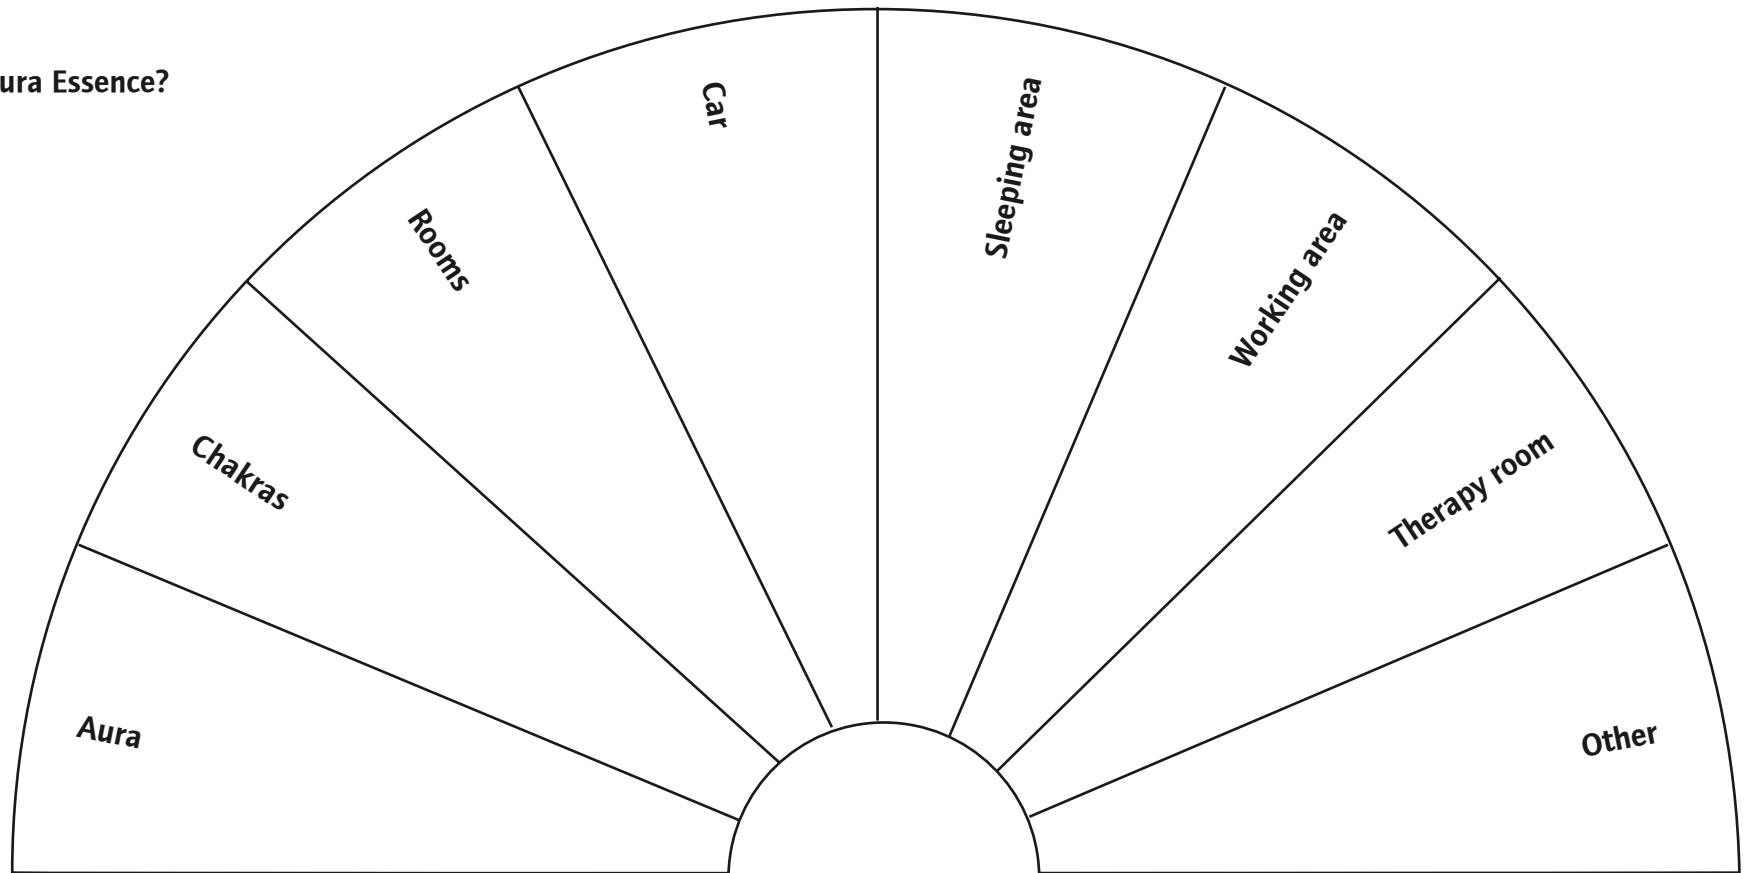 ura Essence?
Aura
Chakras
Rooms
Car
Sleeping area
Working area
Therapy room
Other